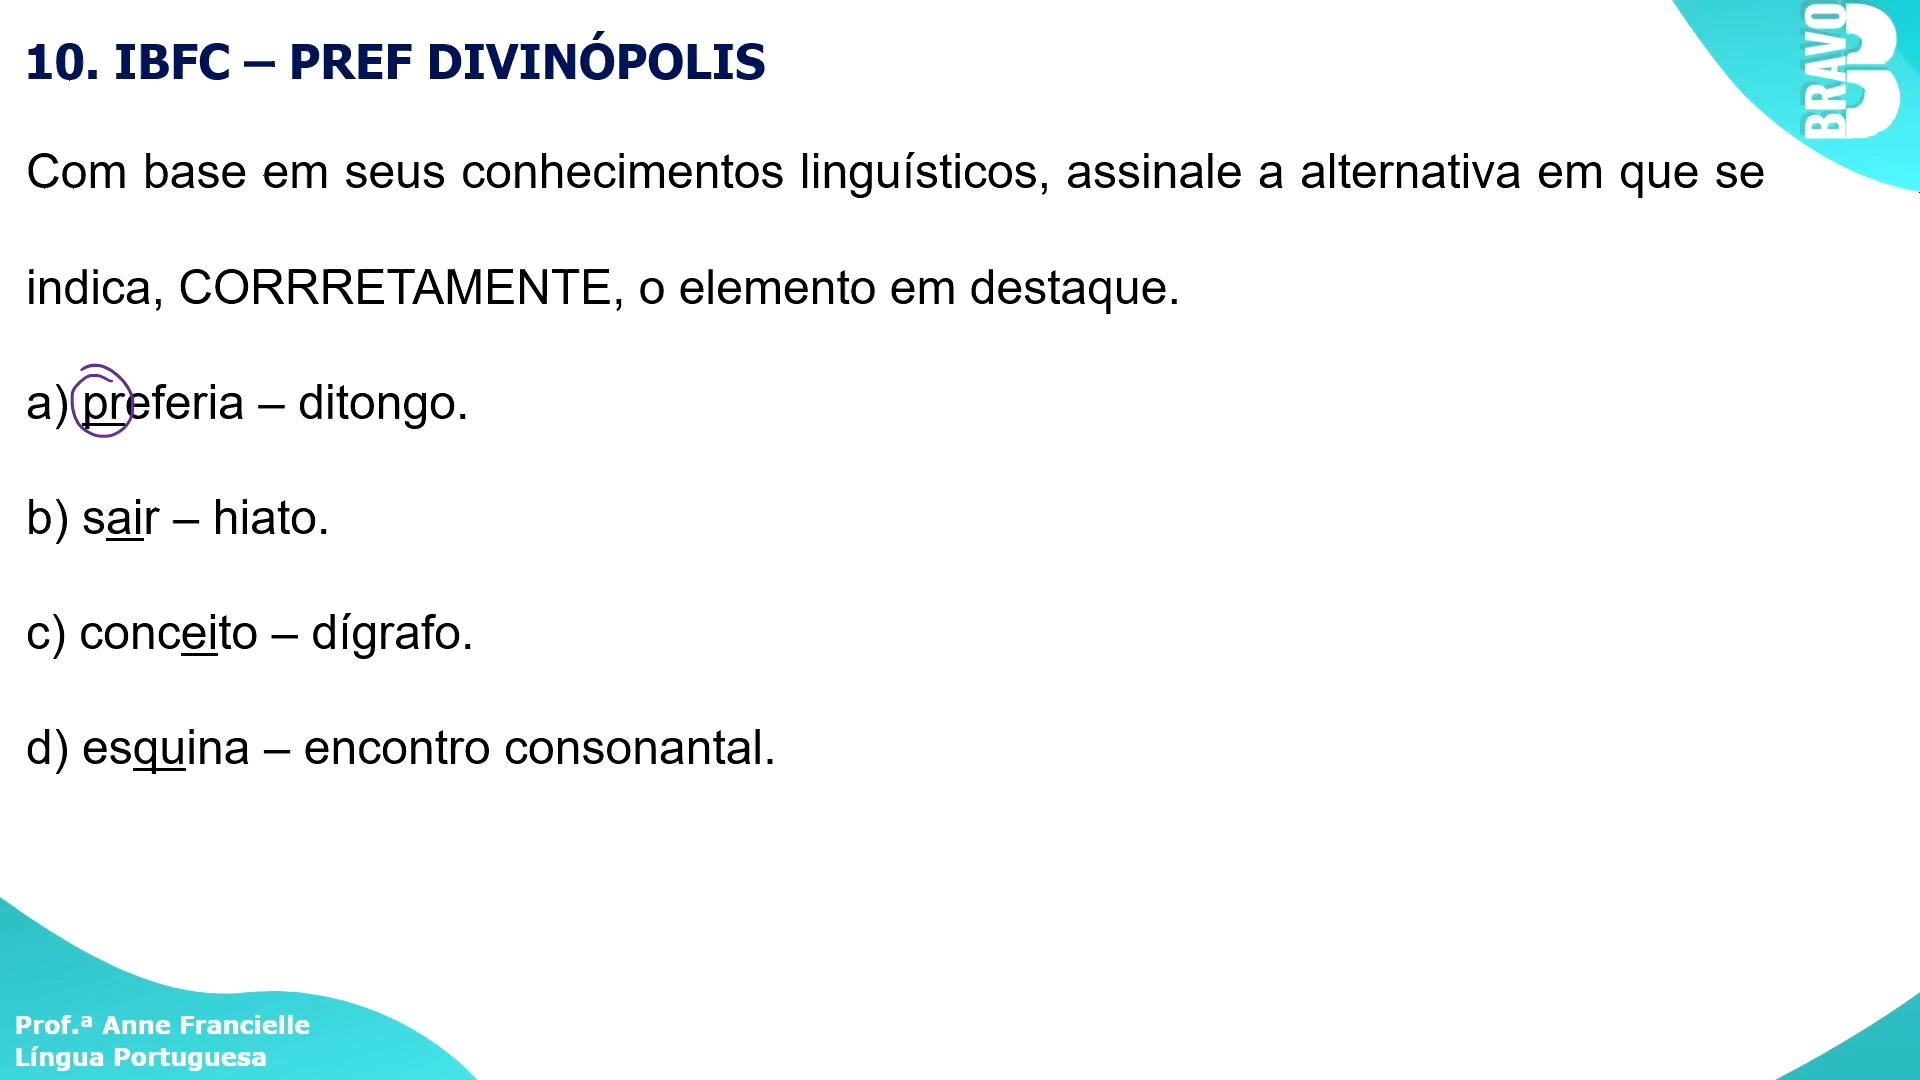 10. IBFC – PREF DIVINÓPOLIS
BRAVO
Com base em seus conhecimentos linguísticos, assinale a alternativa em que se
indica, CORRRETAMENTE, o elemento em destaque.
a) preferia – ditongo.
b) sair – hiato.
c) conceito – dígrafo.
d) esquina – encontro consonantal.
Prof.ª Anne Francielle
Língua Portuguesa